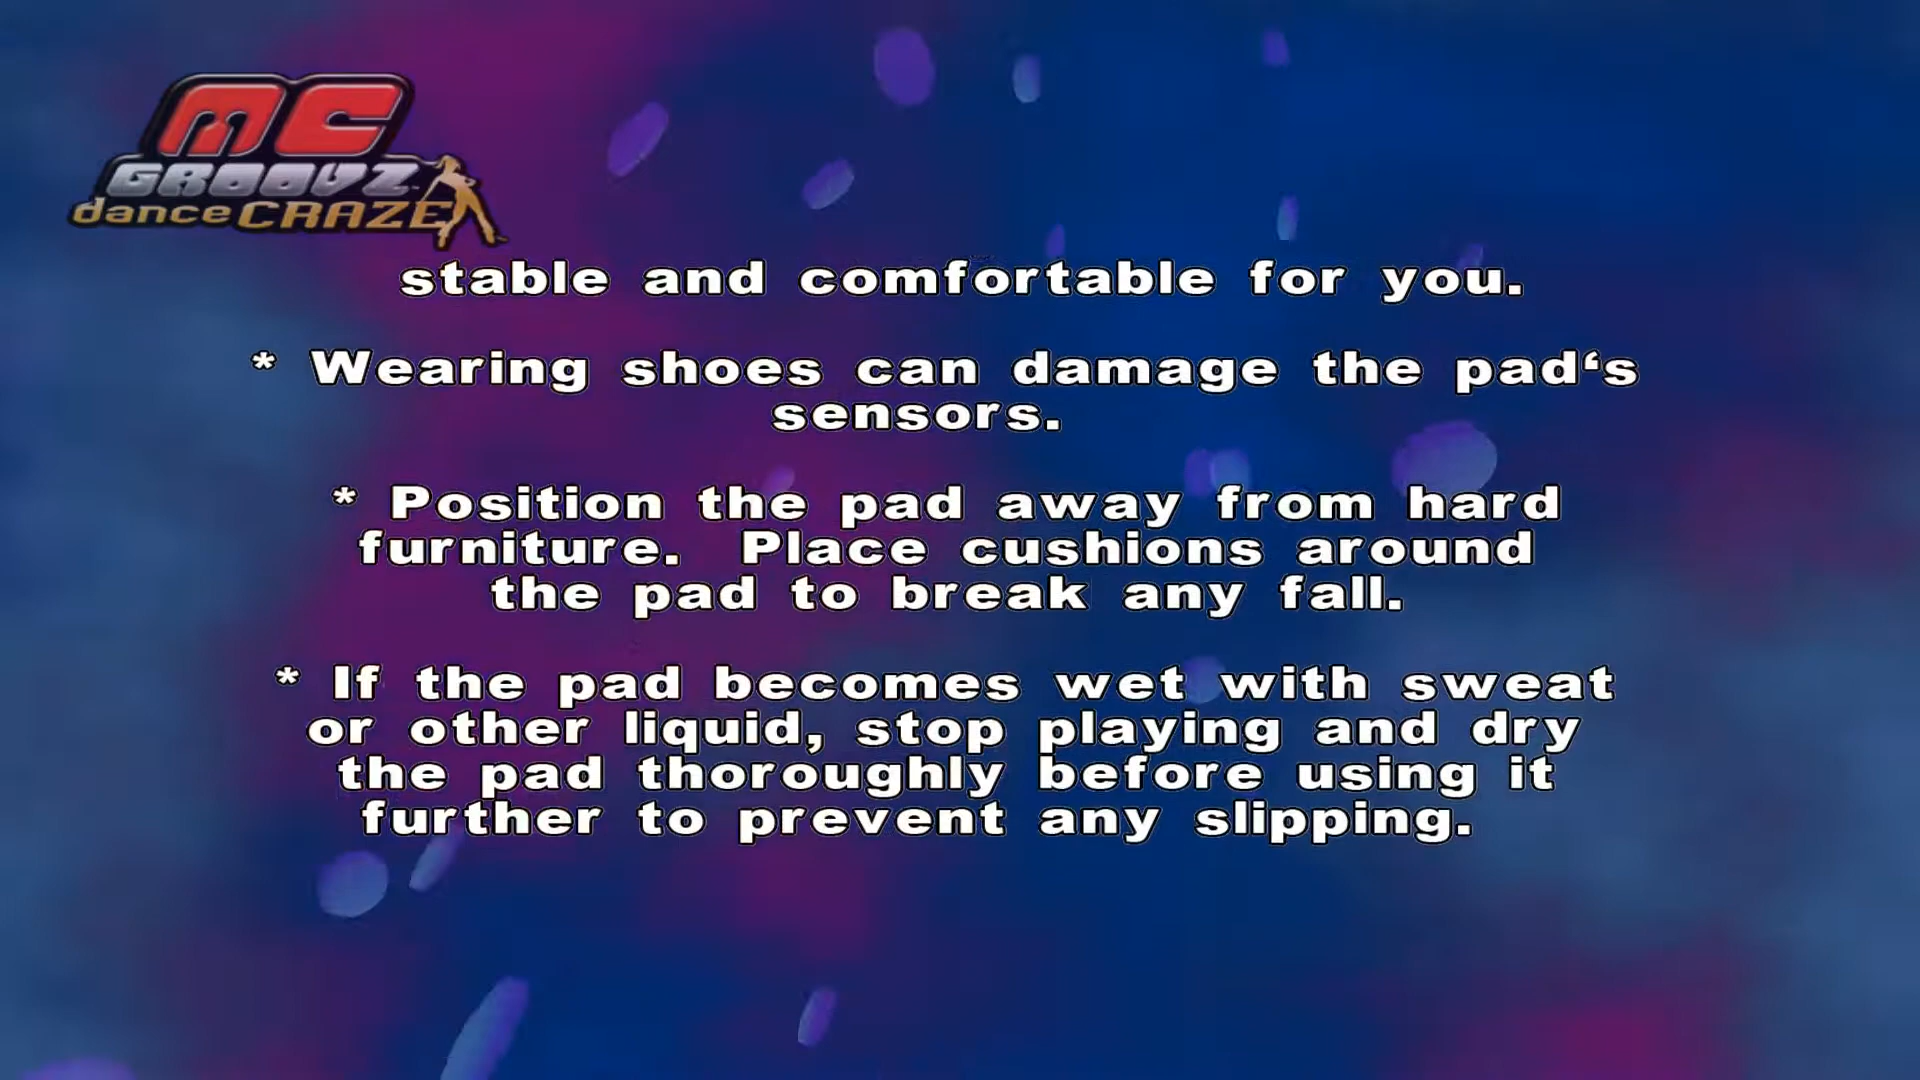 MC
GROOVZ
dance CRAZE
stable and comfortable for you.
* Wearing shoes can damage the pad‘s
sensors.
* Position the pad away from hard
furniture.  Place cushions around
the pad to break any fall.
* If the pad becomes wet with sweat
or other liquid, stop playing and dry
the pad thoroughly before using it
further to prevent any slipping.